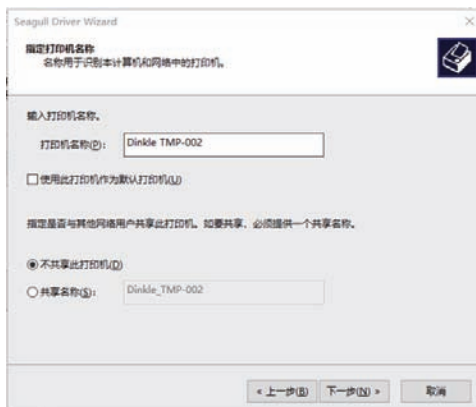 Seagull Driver Wizard
指定打印机名称
名称用于识别本计算机和网络中的打印机。
输入打印机名称。
打印机名称(P): Dinkle TMP-002
使用此打印机作为默认打印机(U)
指定是否与其他网络用户共享此打印机。如要共享、必须提供一个共享名称。
不共享此打印机(D)
共享名称(S): Dinkle_TMP-002
< 上一步(B) 下一步(N) > 取消